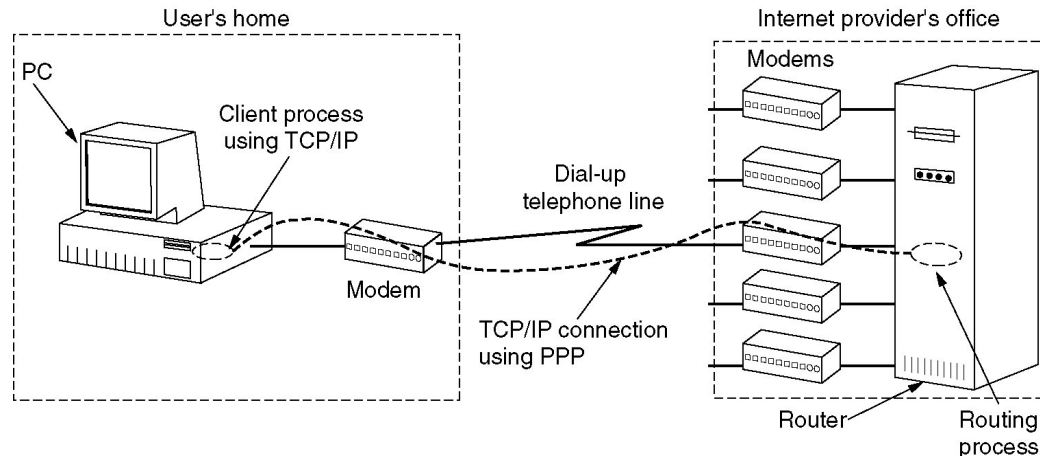 User's home
Internet provider's office
PC
Client process
using TCP/IP
Modems
Dial-up
telephone line
Modem
TCP/IP connection
using PPP
Router
Routing
process